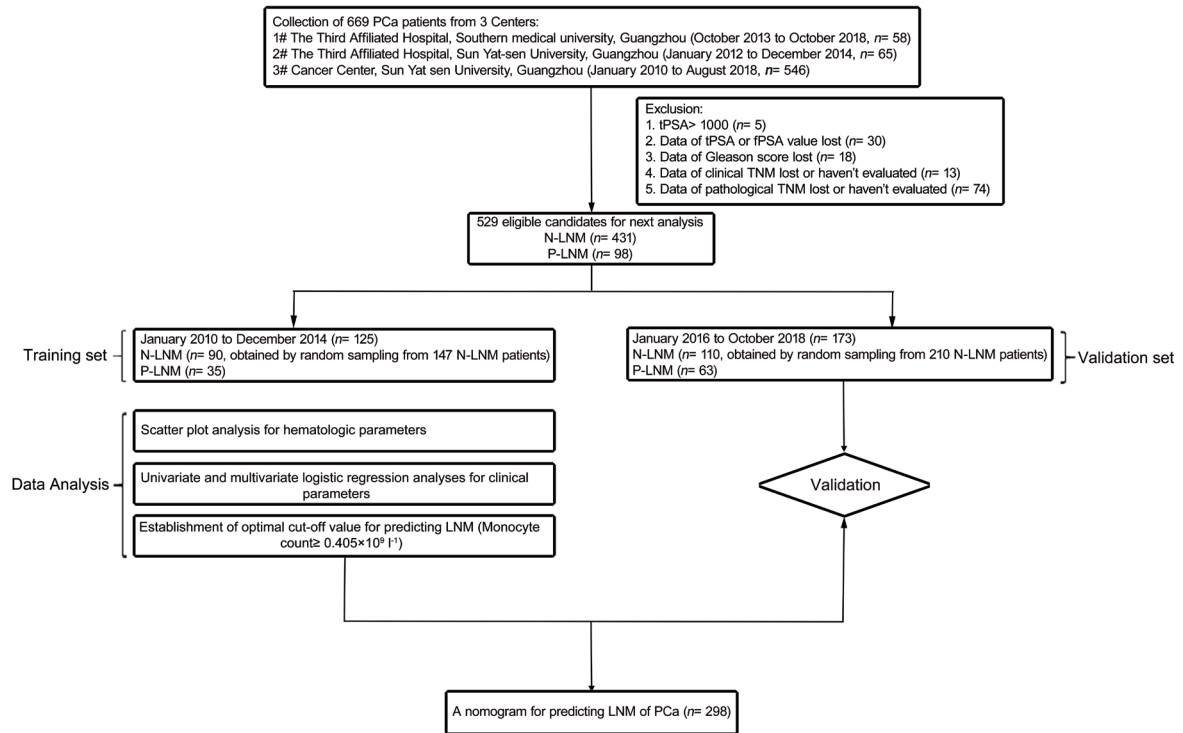 Collection of 669 PCa patients from 3 Centers:
1# The Third Affiliated Hospital, Southern medical university, Guangzhou (October 2013 to October 2018, n= 58)
2# The Third Affiliated Hospital, Sun Yat-sen University, Guangzhou (January 2012 to December 2014, n= 65)
3# Cancer Center, Sun Yat sen University, Guangzhou (January 2010 to August 2018, n= 546)
Exclusion:
1. tPSA> 1000 (n= 5)
2. Data of tPSA or fPSA value lost (n= 30)
3. Data of Gleason score lost (n= 18)
4. Data of clinical TNM lost or haven't evaluated (n= 13)
5. Data of pathological TNM lost or haven't evaluated (n= 74)
529 eligible candidates for next analysis
N-LNM (n= 431)
P-LNM (n= 98)
Training set
January 2010 to December 2014 (n= 125)
N-LNM (n= 90, obtained by random sampling from 147 N-LNM patients)
P-LNM (n= 35)
January 2016 to October 2018 (n= 173)
N-LNM (n= 110, obtained by random sampling from 210 N-LNM patients)
P-LNM (n= 63)
Validation set
Data Analysis
Scatter plot analysis for hematologic parameters
Univariate and multivariate logistic regression analyses for clinical
parameters
Establishment of optimal cut-off value for predicting LNM (Monocyte
count≥ 0.405×10⁹ l⁻¹)
Validation
A nomogram for predicting LNM of PCa (n= 298)